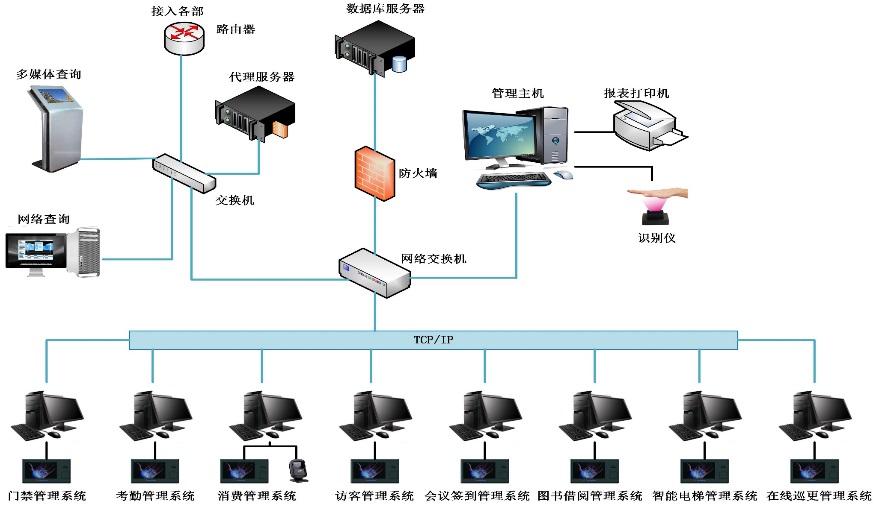 接入各部
路由器
数据库服务器
多媒体查询
代理服务器
管理主机
报表打印机
防火墙
交换机
网络查询
识别仪
网络交换机
TCP/IP
门禁管理系统
考勤管理系统
消费管理系统
访客管理系统
会议签到管理系统
图书借阅管理系统
智能电梯管理系统
在线巡更管理系统